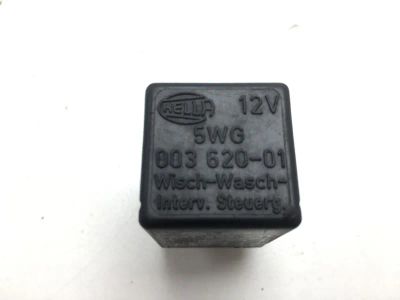 HELLA 12V
5WG
003 620-01
Wisch-Wasch-
Interv. Steuerg.